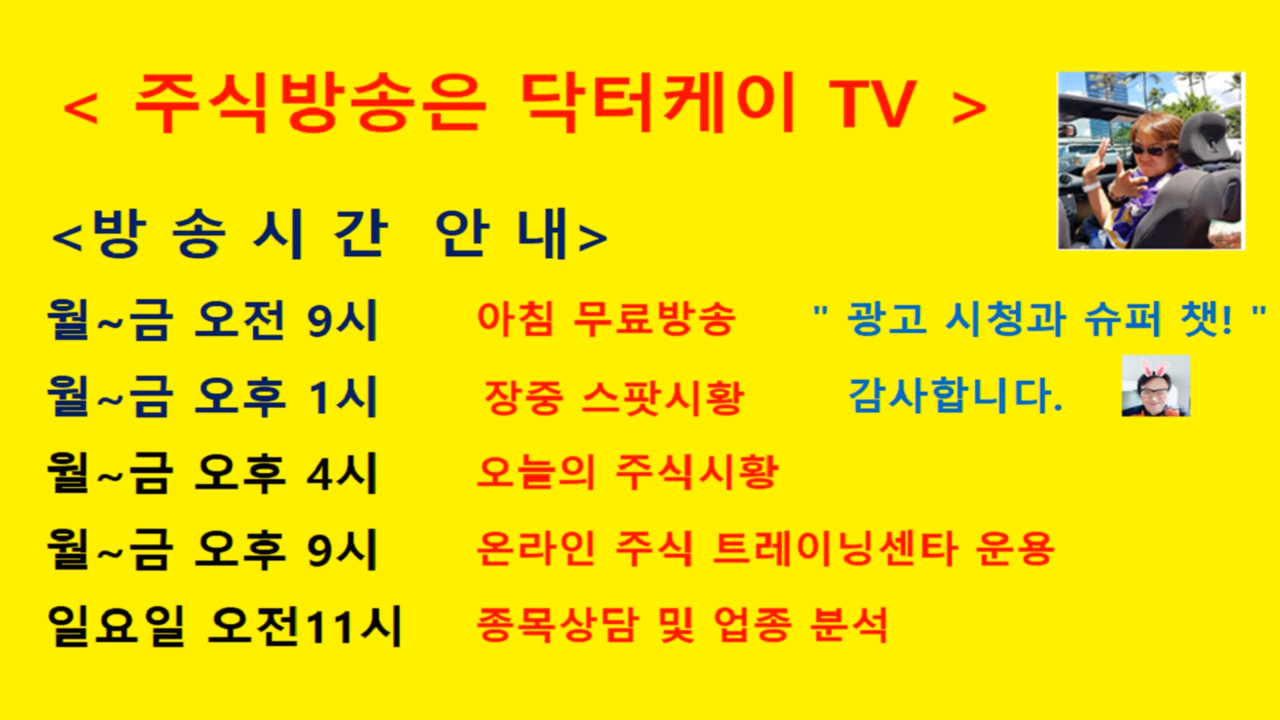 < 주식방송은 닥터케이 TV >
<방 송 시 간 안 내>
월~금 오전 9시 아침 무료방송 " 광고 시청과 슈퍼 챗! "
월~금 오후 1시 장중 스팟시황 감사합니다.
월~금 오후 4시 오늘의 주식시황
월~금 오후 9시 온라인 주식 트레이닝센타 운용
일요일 오전11시 종목상담 및 업종 분석